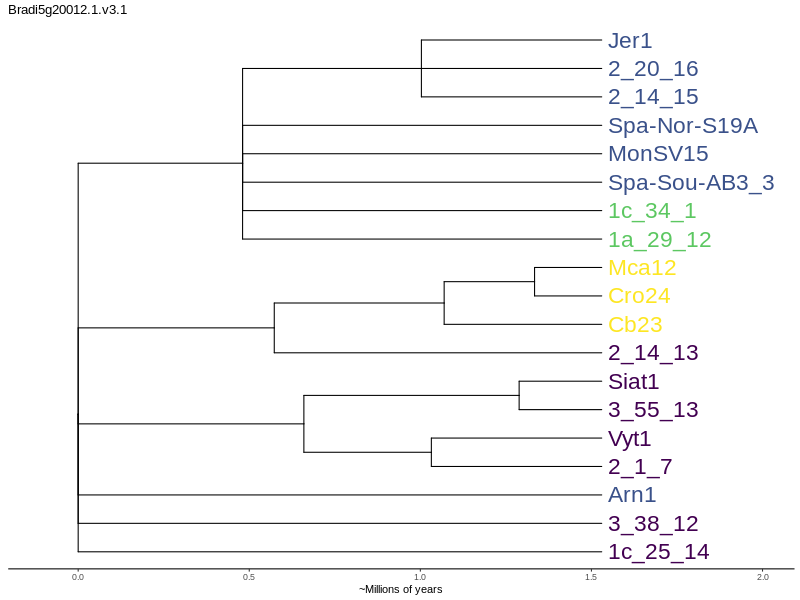 Bradi5g20012.1.v3.1
Jer1
2_20_16
2_14_15
Spa-Nor-S19A
MonSV15
Spa-Sou-AB3_3
1c_34_1
1a_29_12
Mca12
Cro24
Cb23
2_14_13
Siat1
3_55_13
Vyt1
2_1_7
Arn1
3_38_12
1c_25_14
0.0 0.5 1.0 1.5 2.0
~Millions of years